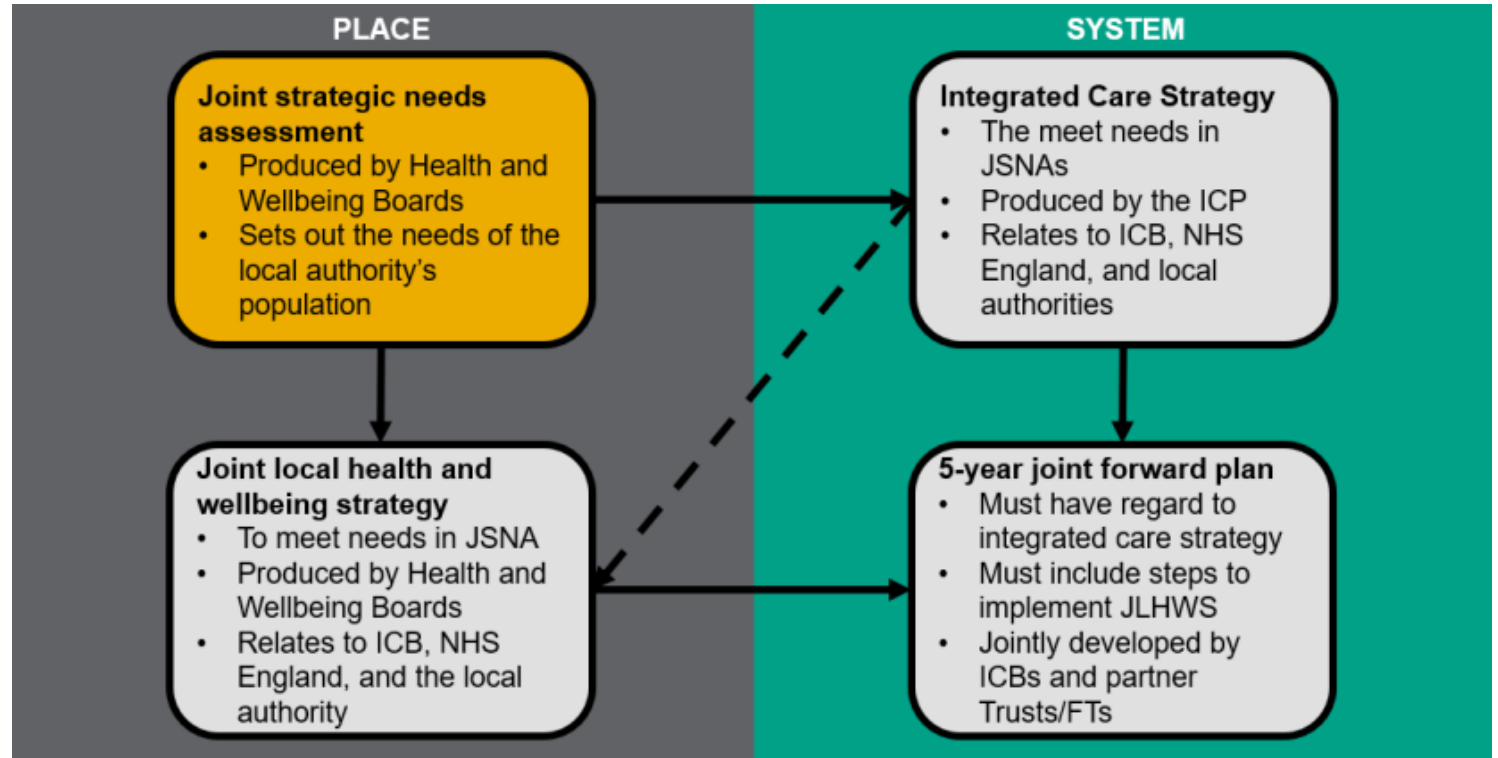 PLACE
Joint strategic needs
assessment
• Produced by Health and
Wellbeing Boards
• Sets out the needs of the
local authority's
population
Joint local health and
wellbeing strategy
• To meet needs in JSNA
• Produced by Health and
Wellbeing Boards
• Relates to ICB, NHS
England, and the local
authority
SYSTEM
Integrated Care Strategy
• The meet needs in
JSNAs
• Produced by the ICP
• Relates to ICB, NHS
England, and local
authorities
5-year joint forward plan
• Must have regard to
integrated care strategy
• Must include steps to
implement JLHWS
• Jointly developed by
ICBs and partner
Trusts/FTs